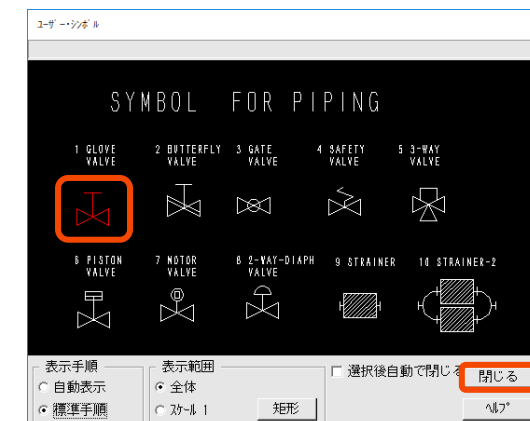 ユーザー・シンボル
SYMBOL FOR PIPING
1 GLOVE VALVE
2 BUTTERFLY VALVE
3 GATE VALVE
4 SAFETY VALVE
5 3-WAY VALVE
6 PISTON VALVE
7 MOTOR VALVE
8 2-WAY-DIAPH VALVE
9 STRAINER
10 STRAINER-2
表示手順
自動表示
標準手順
表示範囲
全体
スケール 1
矩形
選択後自動で閉じる
閉じる
ヘルプ